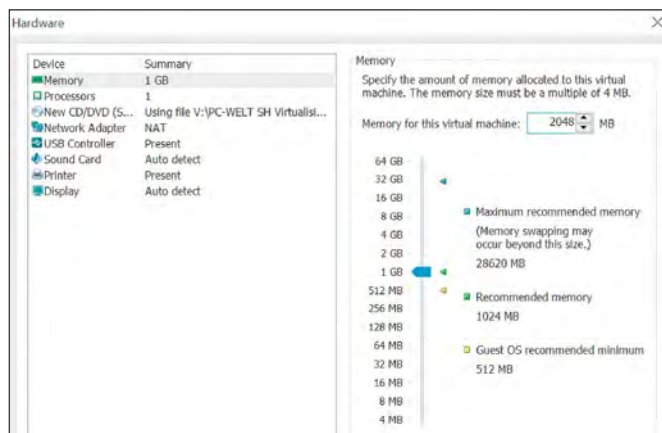 Hardware
Device Summary
Memory 1 GB
Processors 1
New CD/DVD (S... Using file V:\PC-WELT SH Virtualisi...
Network Adapter NAT
USB Controller Present
Sound Card Auto detect
Printer Present
Display Auto detect
Memory
Specify the amount of memory allocated to this virtual
machine. The memory size must be a multiple of 4 MB.
Memory for this virtual machine: 2048 MB
64 GB
32 GB
16 GB
8 GB
4 GB
2 GB
1 GB
512 MB
256 MB
128 MB
64 MB
32 MB
16 MB
8 MB
4 MB
Maximum recommended memory
(Memory swapping may
occur beyond this size.)
28620 MB
Recommended memory
1024 MB
Guest OS recommended minimum
512 MB